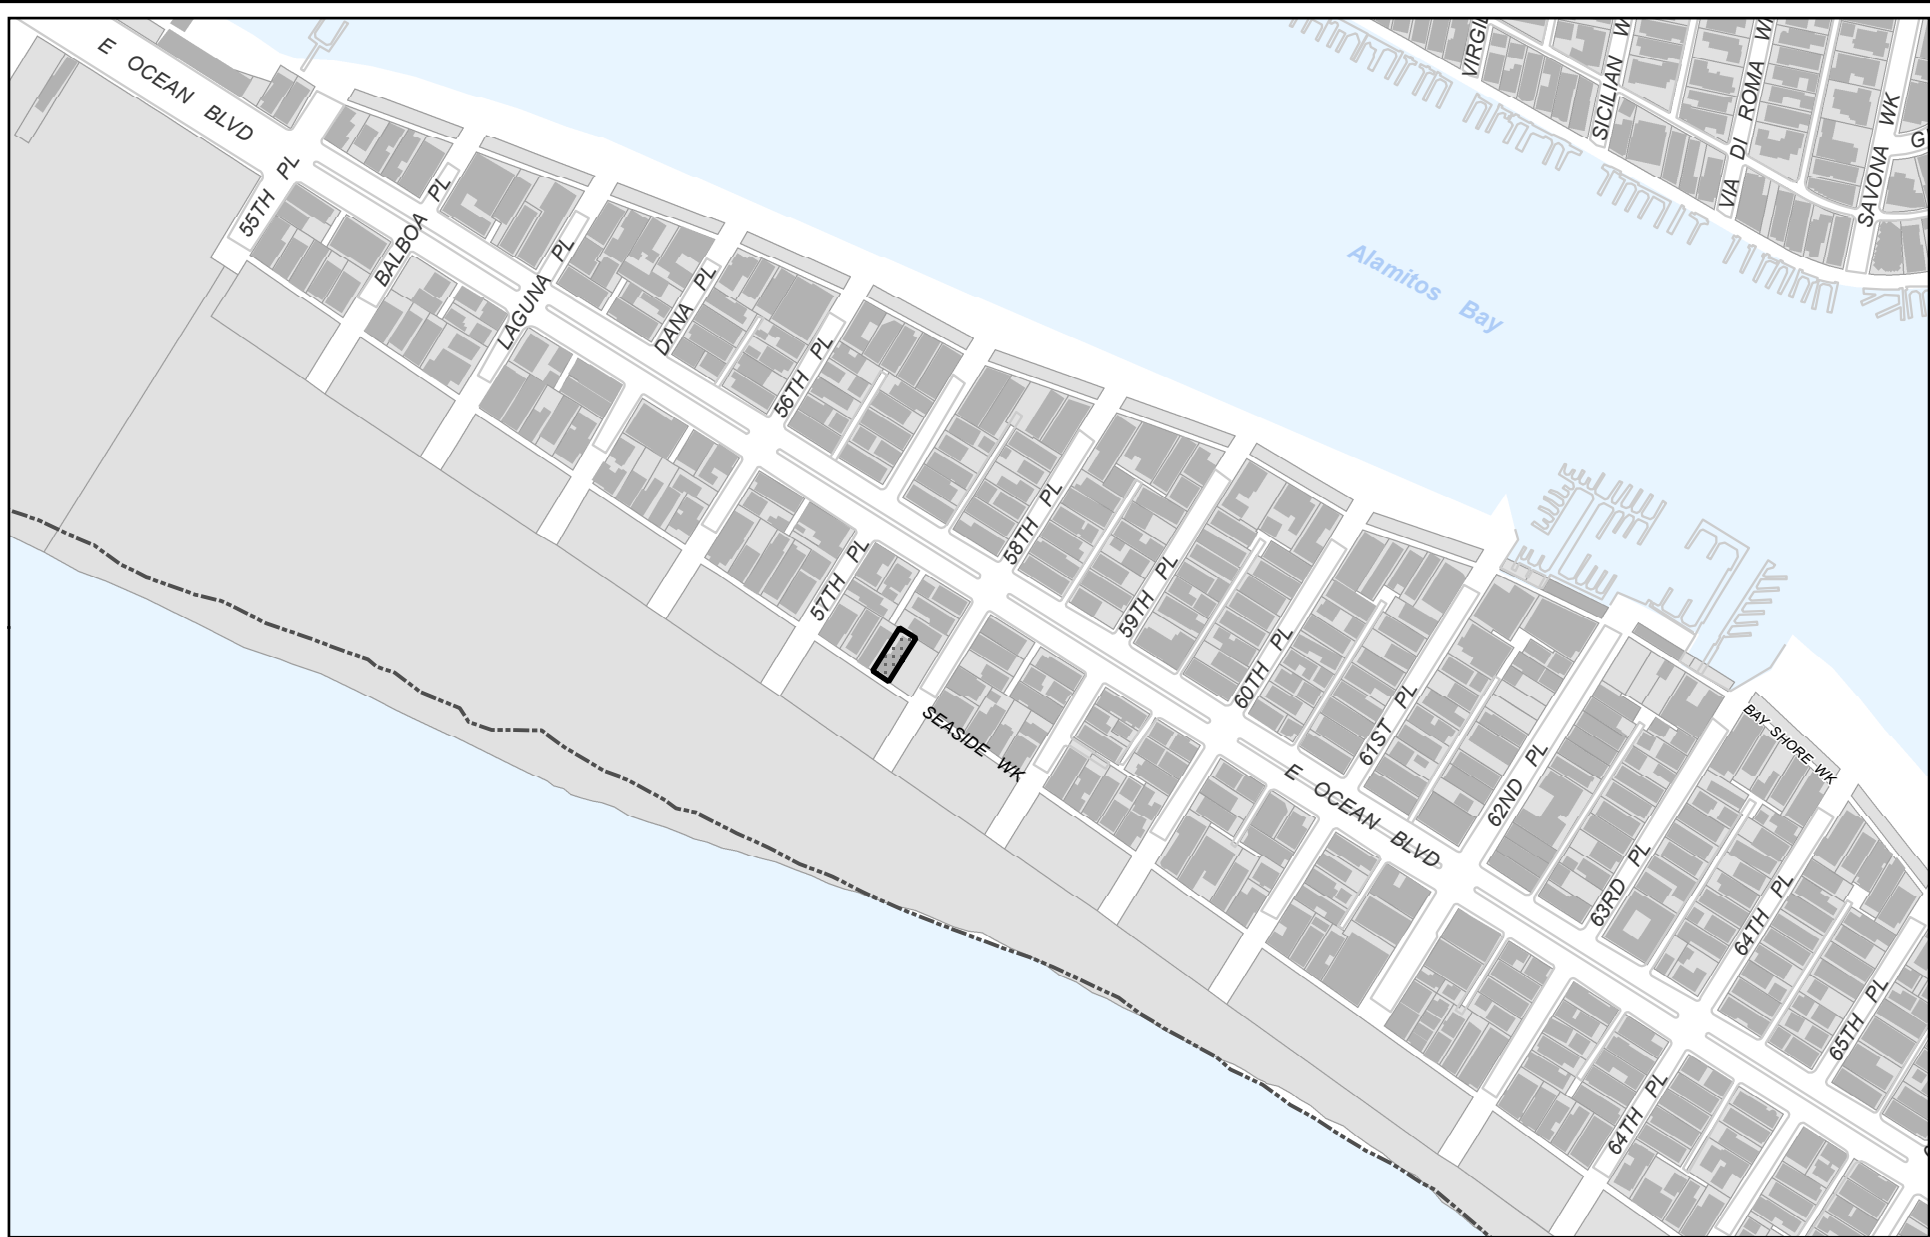 E OCEAN BLVD
55TH PL
BALBOA PL
LAGUNA PL
DANA PL
56TH PL
57TH PL
58TH PL
59TH PL
60TH PL
61ST PL
62ND PL
63RD PL
64TH PL
65TH PL
64TH PL
SEASIDE WK
E OCEAN BLVD
BAY SHORE WK
Alamitos Bay
VIRGIL
SICILIAN W
VIA DI ROMA W
SAVONA WK
G